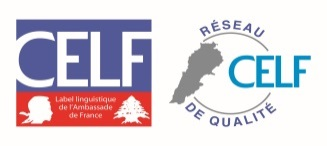 CELF
Label linguistique
de l'Ambassade
de France
RÉSEAU
CELF
DE QUALITÉ